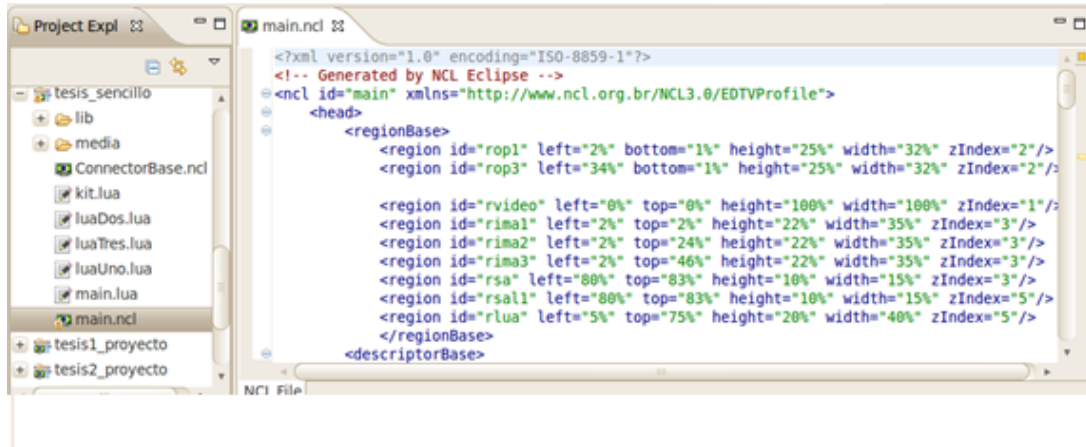 Project Expl
tesis_sencillo
lib
media
ConnectorBase.ncl
kit.lua
luaDos.lua
luaTres.lua
luaUno.lua
main.lua
main.ncl
tesis1_proyecto
tesis2_proyecto
main.ncl
<?xml version="1.0" encoding="ISO-8859-1"?>
<!-- Generated by NCL Eclipse -->
<ncl id="main" xmlns="http://www.ncl.org.br/NCL3.0/EDTVProfile">
<head>
<regionBase>
<region id="rop1" left="2%" bottom="1%" height="25%" width="32%" zIndex="2"/>
<region id="rop3" left="34%" bottom="1%" height="25%" width="32%" zIndex="2"/>
<region id="rvideo" left="0%" top="0%" height="100%" width="100%" zIndex="1"/>
<region id="rima1" left="2%" top="2%" height="22%" width="35%" zIndex="3"/>
<region id="rima2" left="2%" top="24%" height="22%" width="35%" zIndex="3"/>
<region id="rima3" left="2%" top="46%" height="22%" width="35%" zIndex="3"/>
<region id="rsa" left="80%" top="83%" height="10%" width="15%" zIndex="3"/>
<region id="rsal1" left="80%" top="83%" height="10%" width="15%" zIndex="5"/>
<region id="rlua" left="5%" top="75%" height="20%" width="40%" zIndex="5"/>
</regionBase>
<descriptorBase>
NCL File